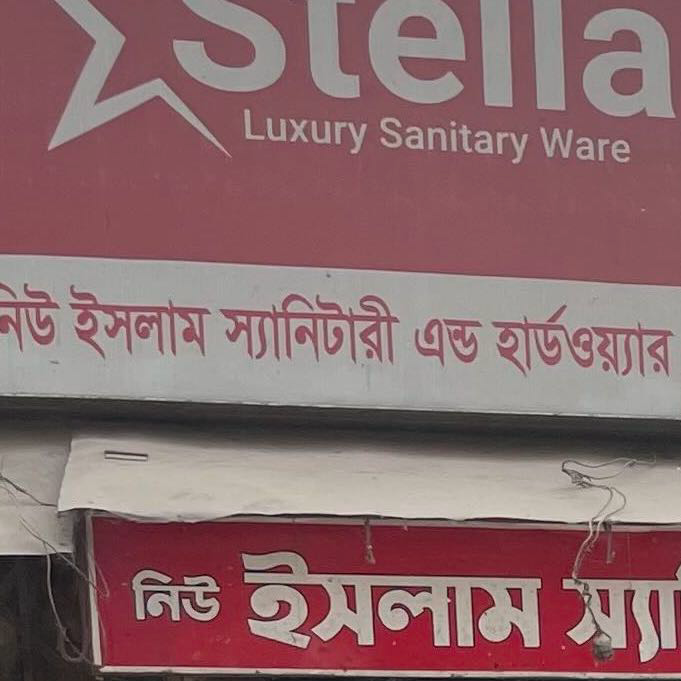 Stella
Luxury Sanitary Ware
নিউ ইসলাম স্যানিটারী এন্ড হার্ডওয়্যার
নিউ ইসলাম